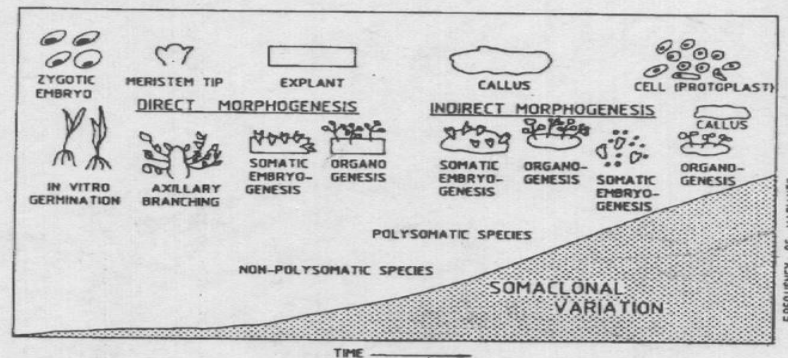 ZYGOTIC
EMBRYO
MERISTEM TIP
EXPLANT
CALLUS
CELL (PROTOPLAST)
DIRECT MORPHOGENESIS
INDIRECT MORPHOGENESIS
CALLUS
IN VITRO
GERMINATION
AXILLARY
BRANCHING
SOMATIC
EMBRYO-
GENESIS
ORGANO
GENESIS
SOMATIC
EMBRYO-
GENESIS
ORGANO-
GENESIS
SOMATIC
EMBRYO-
GENESIS
ORGANO-
GENESIS
POLYSOMATIC SPECIES
NON-POLYSOMATIC SPECIES
SOMACLONAL
VARIATION
TIME